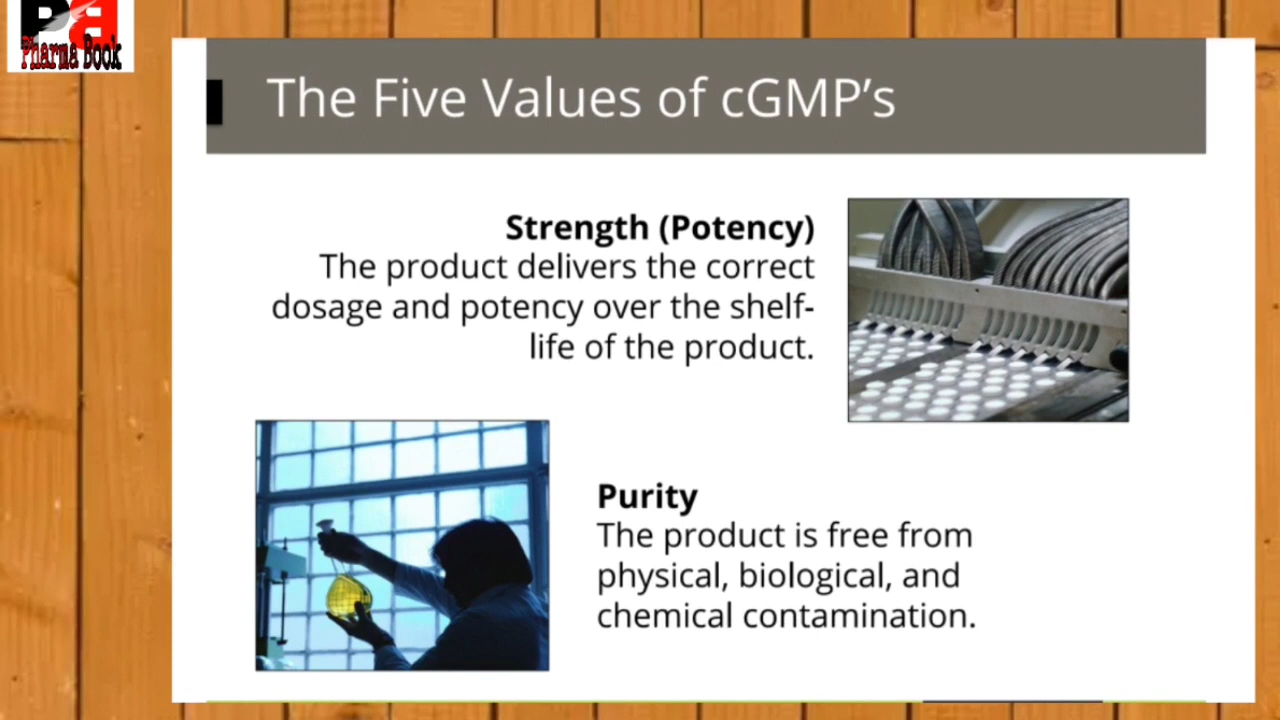 Pharma Book
The Five Values of cGMP's
Strength (Potency)
The product delivers the correct
dosage and potency over the shelf-
life of the product.
Purity
The product is free from
physical, biological, and
chemical contamination.